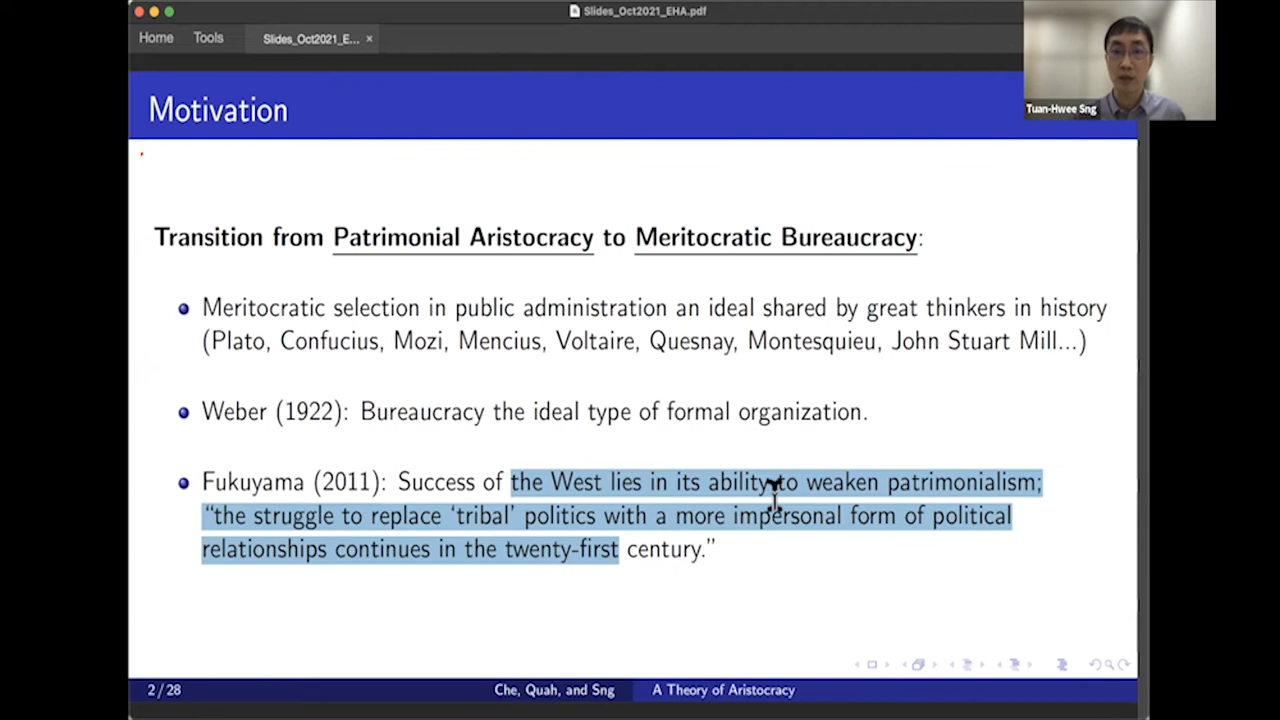 Slides_Oct2021_EHA.pdf
Home Tools Slides_Oct2021_E... ×
Tuan-Hwee Sng
Motivation
Transition from Patrimonial Aristocracy to Meritocratic Bureaucracy:
Meritocratic selection in public administration an ideal shared by great thinkers in history
(Plato, Confucius, Mozi, Mencius, Voltaire, Quesnay, Montesquieu, John Stuart Mill...)
Weber (1922): Bureaucracy the ideal type of formal organization.
Fukuyama (2011): Success of the West lies in its ability to weaken patrimonialism;
“the struggle to replace ‘tribal’ politics with a more impersonal form of political
relationships continues in the twenty-first century.”
2 / 28 Che, Quah, and Sng A Theory of Aristocracy